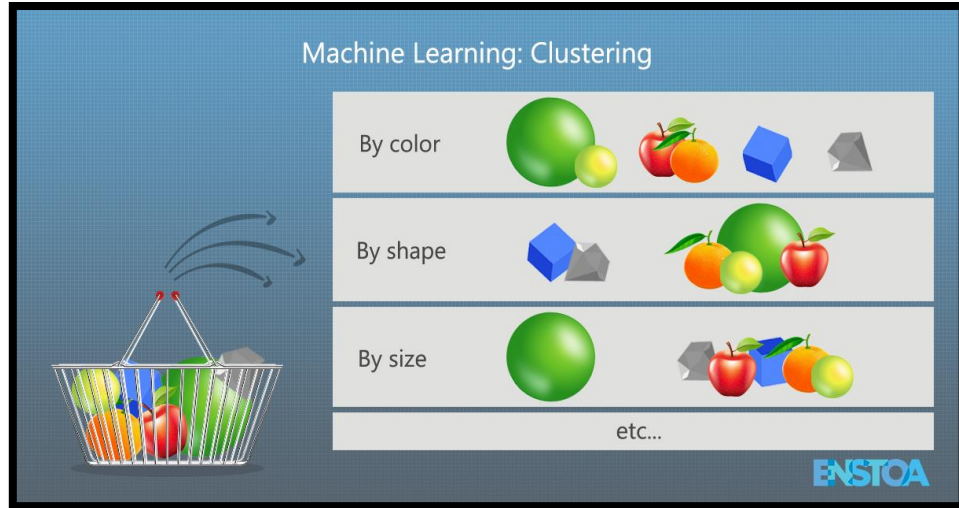 Machine Learning: Clustering
By color
By shape
By size
etc...
ENSTOA